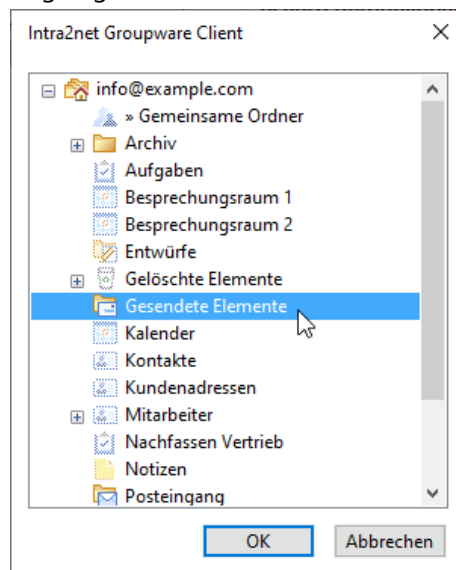 Intra2net Groupware Client
info@example.com
» Gemeinsame Ordner
Archiv
Aufgaben
Besprechungsraum 1
Besprechungsraum 2
Entwürfe
Gelöschte Elemente
Gesendete Elemente
Kalender
Kontakte
Kundenadressen
Mitarbeiter
Nachfassen Vertrieb
Notizen
Posteingang
OK Abbrechen